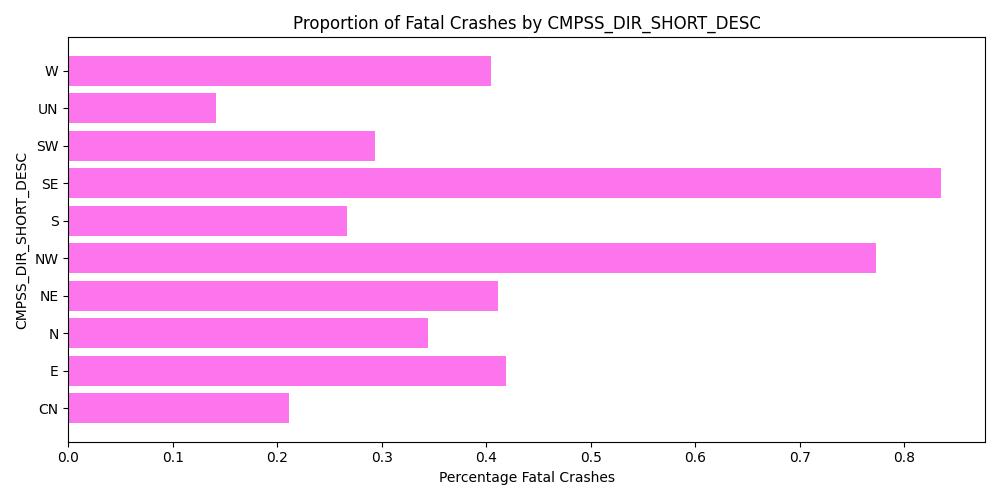 Proportion of Fatal Crashes by CMPSS_DIR_SHORT_DESC
CMPSS_DIR_SHORT_DESC
W
UN
SW
SE
S
NW
NE
N
E
CN
0.0 0.1 0.2 0.3 0.4 0.5 0.6 0.7 0.8
Percentage Fatal Crashes